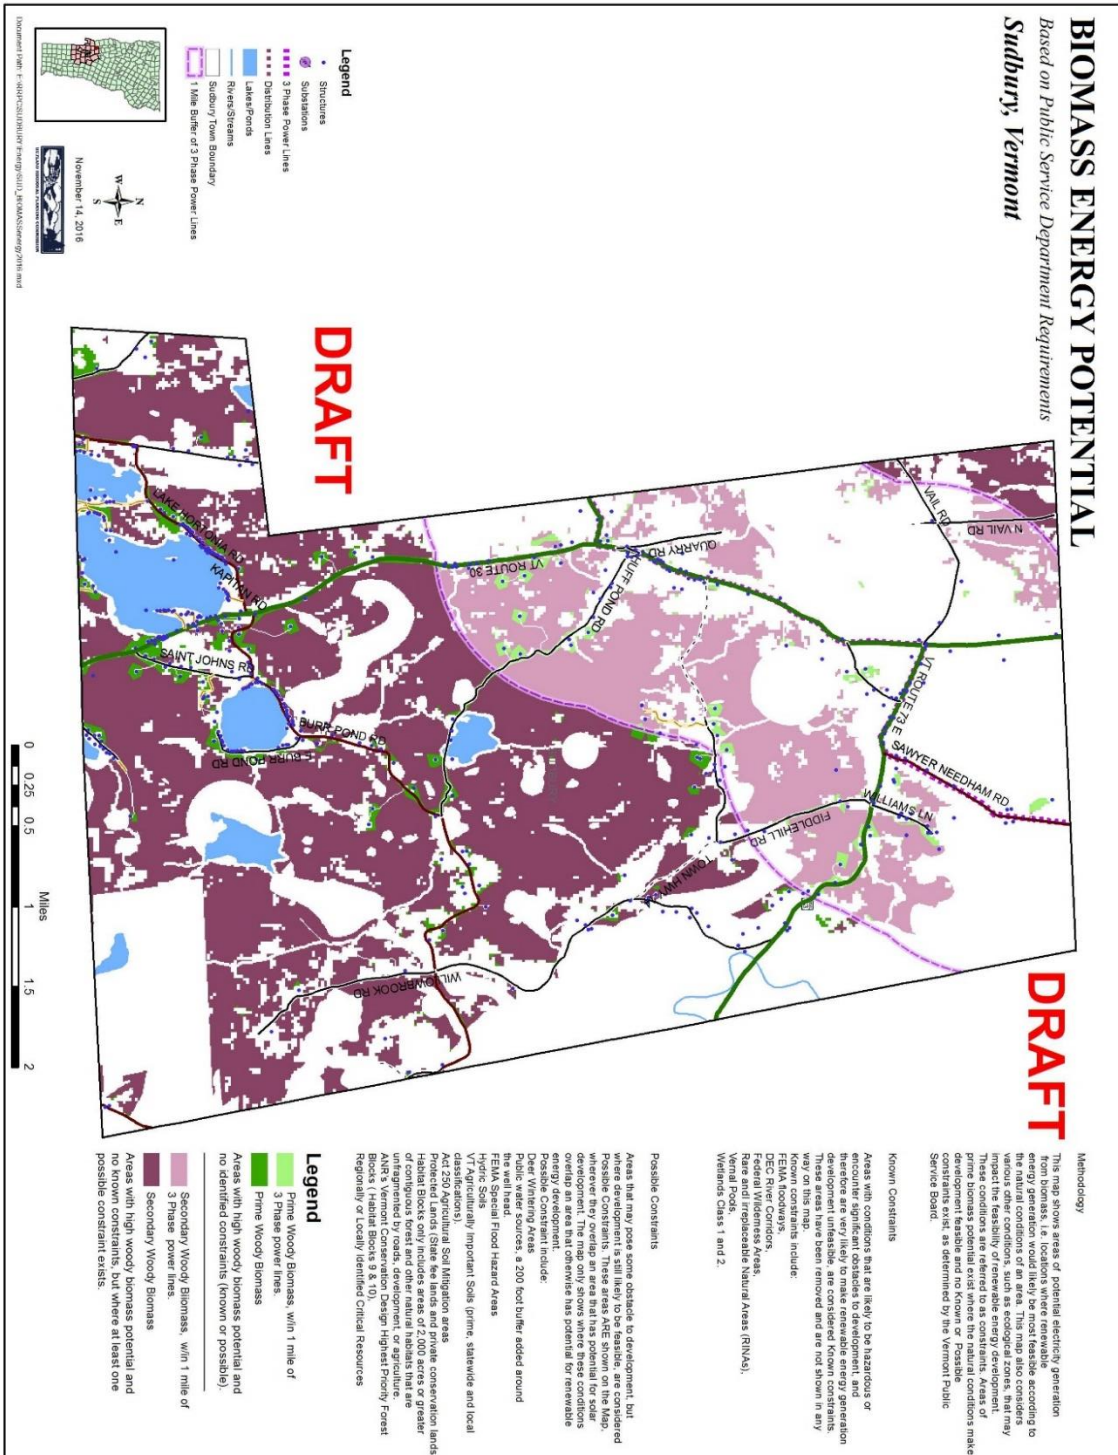 BIOMASS ENERGY POTENTIAL
Based on Public Service Department Requirements
Sudbury, Vermont
Legend
Structures
Substations
3 Phase Power Lines
Distribution Lines
Lakes/Ponds
Rivers/Streams
Sudbury Town Boundary
1 Mile Buffer of 3 Phase Power Lines
N
W
E
S
November 14, 2016
DRAFT
DRAFT
N VAIL RD
VAIL RD
VT ROUTE 73 E
SAWYER NEEDHAM RD
WILLIAMS LN
QUARRY RD
HUFF POND RD
VT ROUTE 30
FIDDLEHILL RD
LAKE HORTONIA RD
KAPITAN RD
SAINT JOHNS RD
BURR POND RD
S BURR POND RD
WILLOWBROOK RD
0
0.25
0.5
1
1.5
2
Miles
Methodology
This map shows areas of potential electricity generation
from biomass, i.e. locations where renewable
energy generation would likely be most feasible according to
the natural conditions of an area. This map also considers
various other conditions, such as ecological zones, that may
impact the feasibility of renewable energy development.
These conditions are referred to as constraints. Areas of
prime biomass potential exist where the natural conditions make
development feasible and no Known or Possible
constraints exist, as determined by the Vermont Public
Service Board.
Known Constraints
Areas with conditions that are likely to be hazardous or
encounter significant obstacles to development, and
therefore are very likely to make renewable energy generation
development unfeasible, are considered Known constraints.
These areas have been removed and are not shown in any
way on this map.
Known constraints include:
FEMA floodways,
DEC River Corridors,
Federal Wilderness Areas,
Rare and Irreplaceable Natural Areas (RINAs),
Vernal Pools,
Wetlands Class 1 and 2.
Possible Constraints
Areas that may pose some obstacle to development, but
where development is still likely to be feasible, are considered
Possible Constraints. These areas ARE shown on the Map,
wherever they overlap an area that has potential for solar
development. The map only shows where these conditions
overlap an area that otherwise has potential for renewable
energy development.
Possible Constraint include:
Deer Wintering Areas
Public water sources, a 200 foot buffer added around
the well head.
FEMA Special Flood Hazard Areas
Hydric Soils
VT Agriculturally Important Soils (prime, statewide and local
classifications).
Act 250 Agricultural Soil Mitigation areas
Protected Lands (State fee lands and private conservation lands
Habitat Blocks only includes areas of 2,000 acres or greater
of contiguous forest and other natural habitats that are
unfragmented by roads, development, or agriculture.
ANR's Vermont Conservation Design Highest Priority Forest
Blocks (Habitat Blocks 9 & 10),
Regionally or Locally identified Critical Resources
Legend
Prime Woody Biomass, w/in 1 mile of
3 Phase power lines.
Prime Woody Biomass
Areas with high woody biomass potential and
no identified constraints (known or possible).
Secondary Woody Biomass, w/in 1 mile of
3 Phase power lines.
Secondary Woody Biomass
Areas with high woody biomass potential and
no known constraints, but where at least one
possible constraint exists.